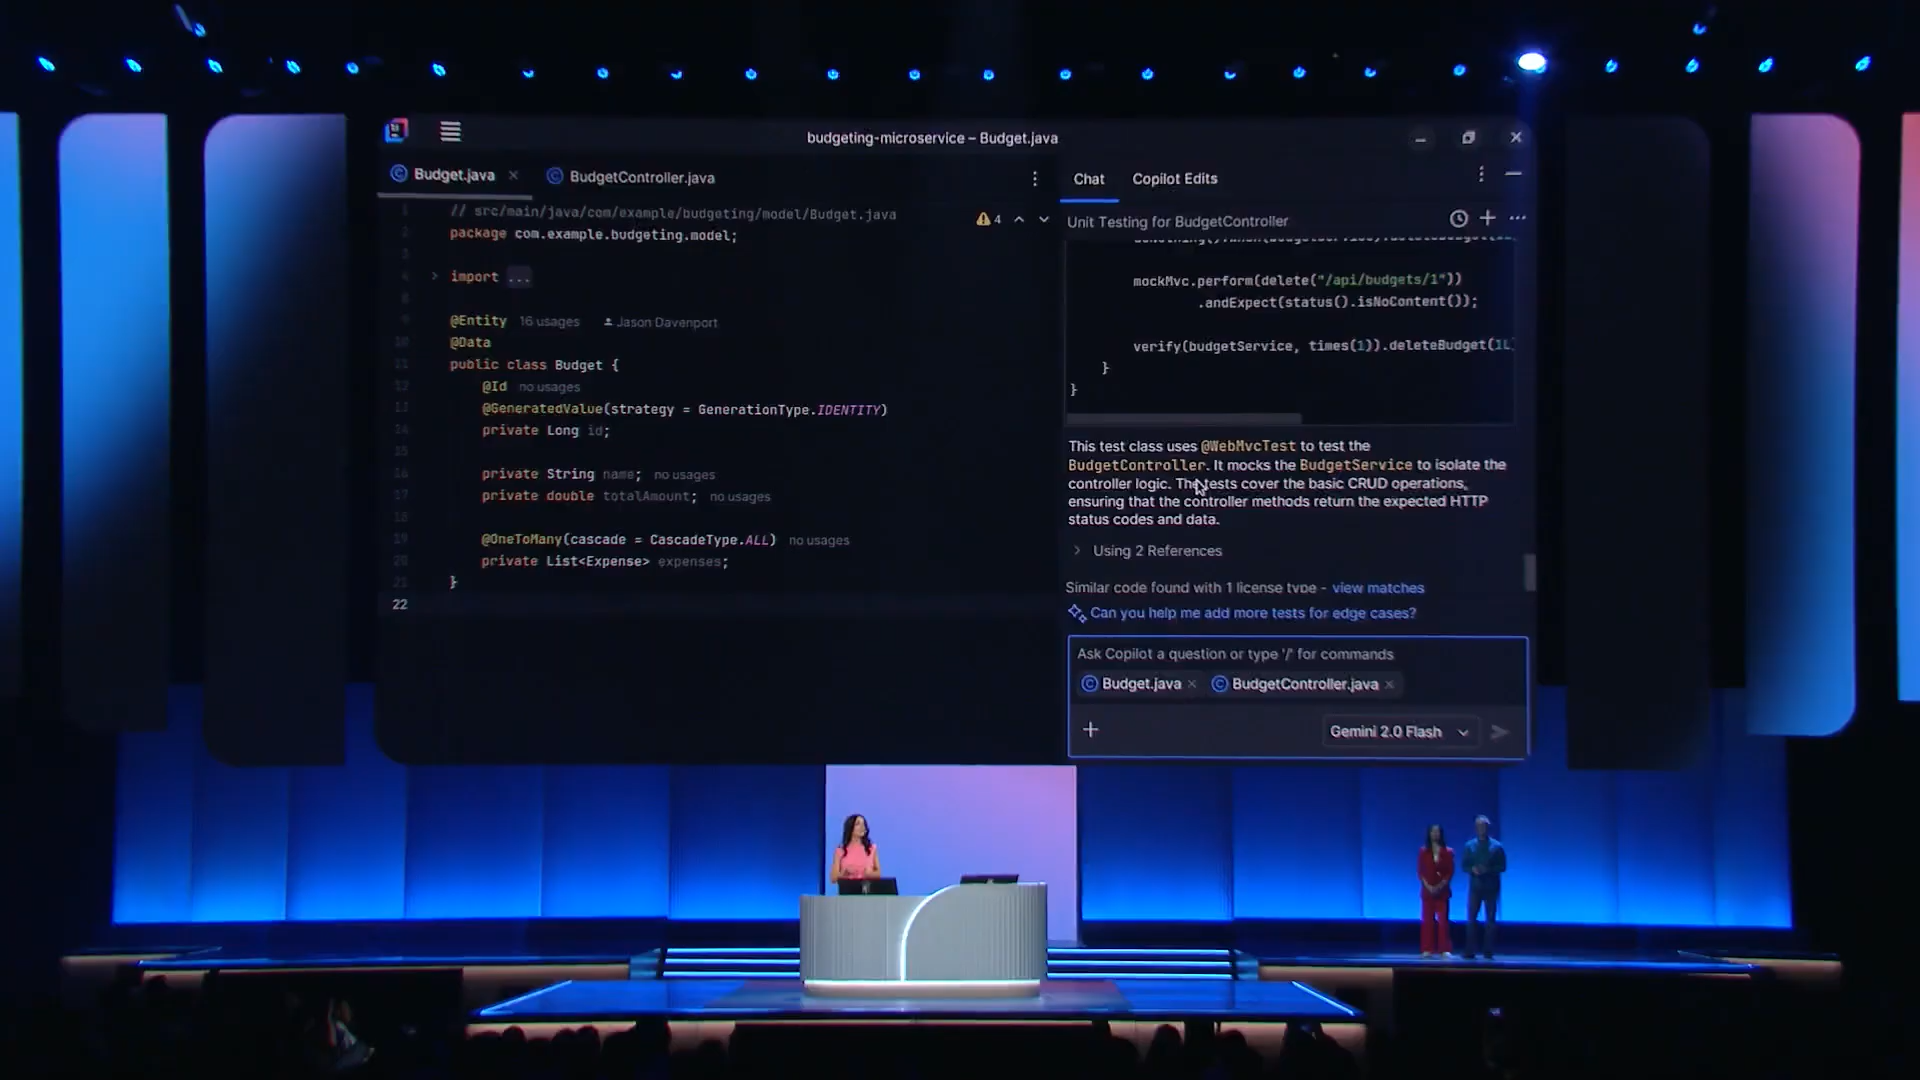 budgeting-microservice – Budget.java
Budget.java
BudgetController.java
// src/main/java/com/example/budgeting/model/Budget.java
4
package com.example.budgeting.model;
import ...
@Entity 16 usages Jason Davenport
@Data
public class Budget {
@Id no usages
@GeneratedValue(strategy = GenerationType.IDENTITY)
private Long id;
private String name; no usages
private double totalAmount; no usages
@OneToMany(cascade = CascadeType.ALL) no usages
private List<Expense> expenses;
}
22
Chat
Copilot Edits
Unit Testing for BudgetController
mockMvc.perform(delete("/api/budgets/1"))
.andExpect(status().isNoContent());
verify(budgetService, times(1)).deleteBudget(1L
}
}
This test class uses @WebMvcTest to test the
BudgetController. It mocks the BudgetService to isolate the
controller logic. The tests cover the basic CRUD operations,
ensuring that the controller methods return the expected HTTP
status codes and data.
Using 2 References
Similar code found with 1 license type - view matches
Can you help me add more tests for edge cases?
Ask Copilot a question or type '/' for commands
Budget.java
BudgetController.java
Gemini 2.0 Flash